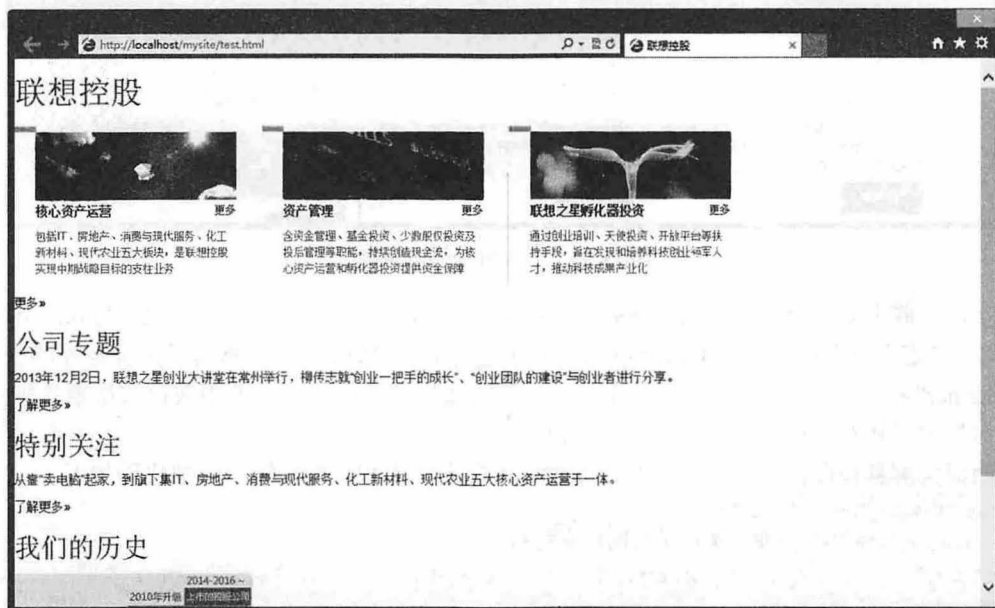 http://localhost/mysite/test.html
联想控股
联想控股
核心资产运营 更多
包括IT、房地产、消费与现代服务、化工
新材料、现代农业五大板块，是联想控股
实现中期战略目标的支柱业务
资产管理 更多
含资金管理、基金投资、少数股权投资及
投后管理等职能，持续创造现金流，为核
心资产运营和孵化器投资提供资金保障
联想之星孵化器投资 更多
通过创业培训、天使投资、开放平台等扶
持手段，旨在发现和培养科技创业领军人
才，推动科技成果产业化
更多»
公司专题
2013年12月2日，联想之星创业大讲堂在常州举行，柳传志就“创业一把手的成长”、“创业团队的建设”与创业者进行分享。
了解更多»
特别关注
从靠“卖电脑”起家，到旗下集IT、房地产、消费与现代服务、化工新材料、现代农业五大核心资产运营于一体。
了解更多»
我们的历史
2014-2016 ~
2010年升级 上市的控股公司